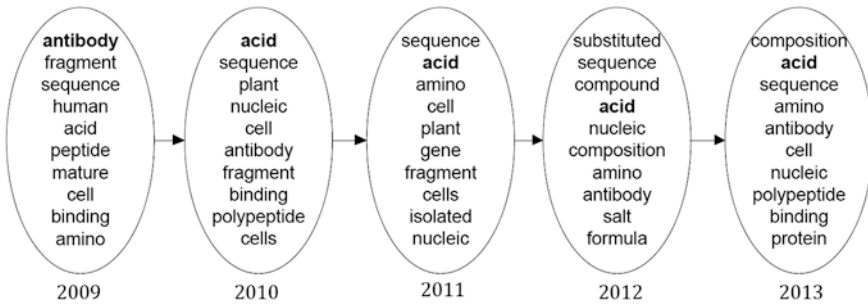 antibody
fragment
sequence
human
acid
peptide
mature
cell
binding
amino
2009
acid
sequence
plant
nucleic
cell
antibody
fragment
binding
polypeptide
cells
2010
sequence
acid
amino
cell
plant
gene
fragment
cells
isolated
nucleic
2011
substituted
sequence
compound
acid
nucleic
composition
amino
antibody
salt
formula
2012
composition
acid
sequence
amino
antibody
cell
nucleic
polypeptide
binding
protein
2013